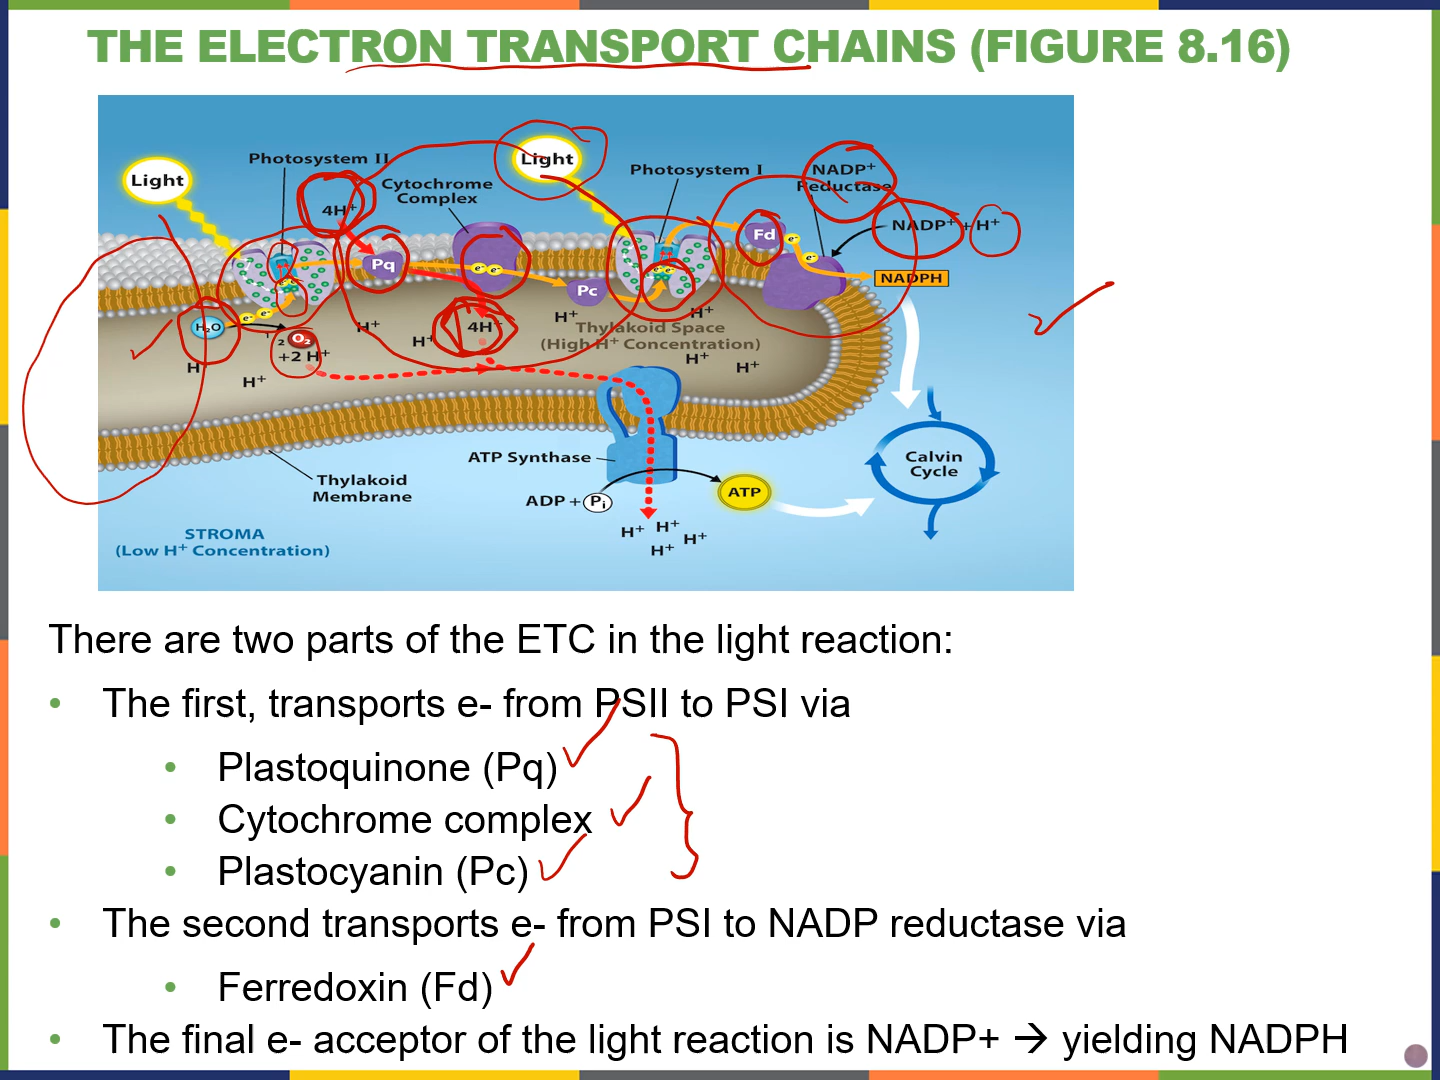 THE ELECTRON TRANSPORT CHAINS (FIGURE 8.16)
Light
Photosystem II
4H⁺
Cytochrome
Complex
Light
Photosystem I
NADP⁺
Reductase
NADP⁺ + H⁺
Fd
e⁻
e⁻
NADPH
Pq
e⁻ e⁻
Pc
e⁻ e⁻
H₂O
O₂
+2 H⁺
4H⁺
H⁺
H⁺
H⁺
H⁺
Thylakoid Space
(High H⁺ Concentration)
H⁺
H⁺
H⁺
H⁺
ATP Synthase
ADP + Pi
ATP
Calvin
Cycle
Thylakoid
Membrane
H⁺
H⁺
H⁺
H⁺
STROMA
(Low H⁺ Concentration)
There are two parts of the ETC in the light reaction:
• The first, transports e- from PSII to PSI via
• Plastoquinone (Pq)
• Cytochrome complex
• Plastocyanin (Pc)
• The second transports e- from PSI to NADP reductase via
• Ferredoxin (Fd)
• The final e- acceptor of the light reaction is NADP+ → yielding NADPH